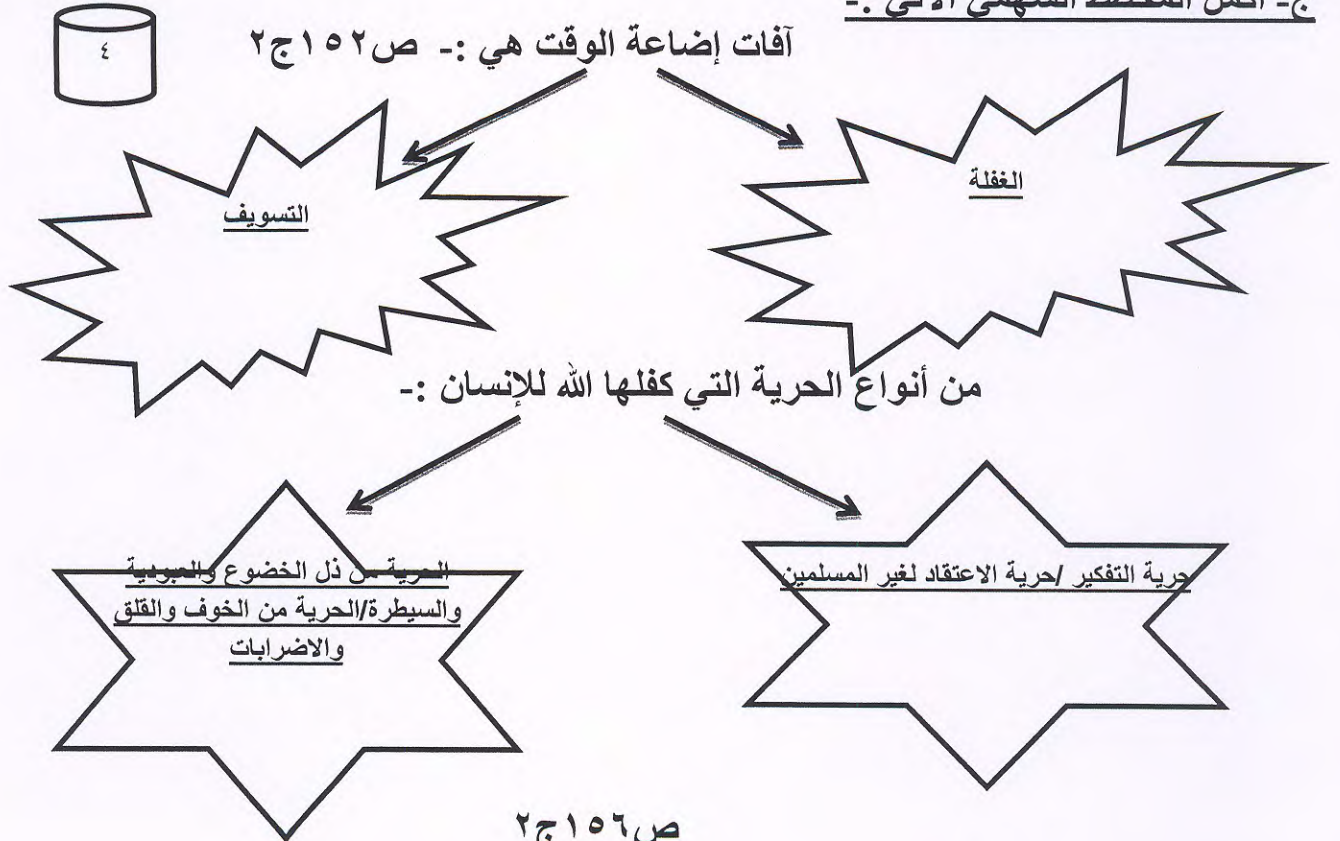 ج- أكمل المخطط السهمي الآتي :-
٤
آفات إضاعة الوقت هي :- ص١٥٢ج٢
الغفلة
التسويف
من أنواع الحرية التي كفلها الله للإنسان :-
حرية التفكير /حرية الاعتقاد لغير المسلمين
الحرية من ذل الخضوع والعبودية
والسيطرة/الحرية من الخوف والقلق
والاضرابات
ص١٥٦ج٢